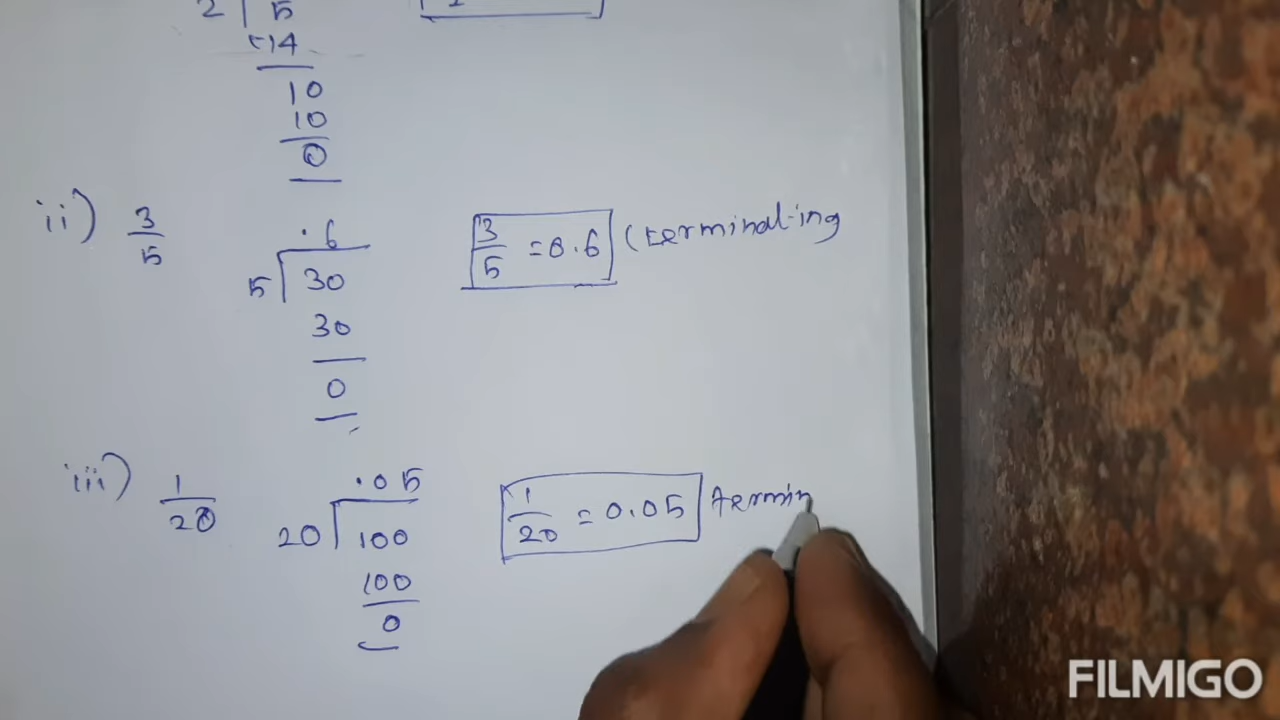 2 5
-14
10
10
0
ii) 3/5
.6
5 30
30
0
3/5 = 0.6 (terminating
iii) 1/20
.05
20 100
100
0
1/20 = 0.05 termin
FILMIGO